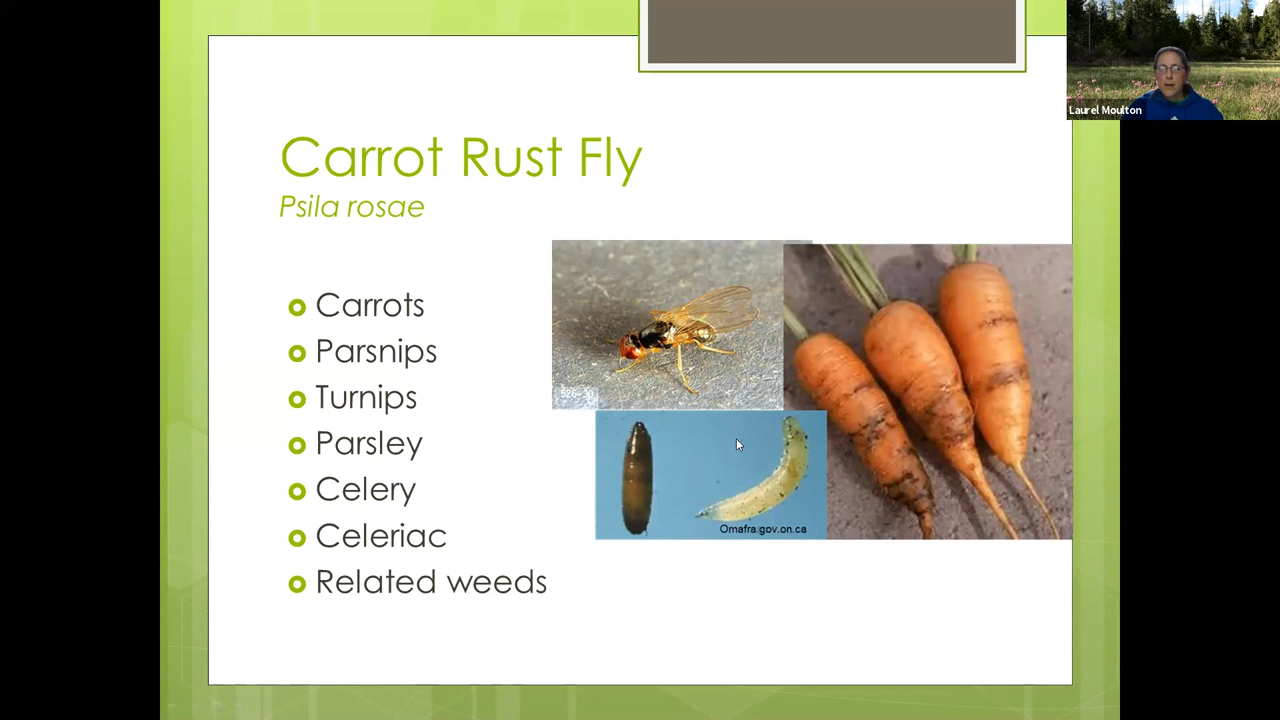 Laurel Moulton
Carrot Rust Fly
Psila rosae
Carrots
Parsnips
Turnips
Parsley
Celery
Celeriac
Related weeds
Omafra.gov.on.ca